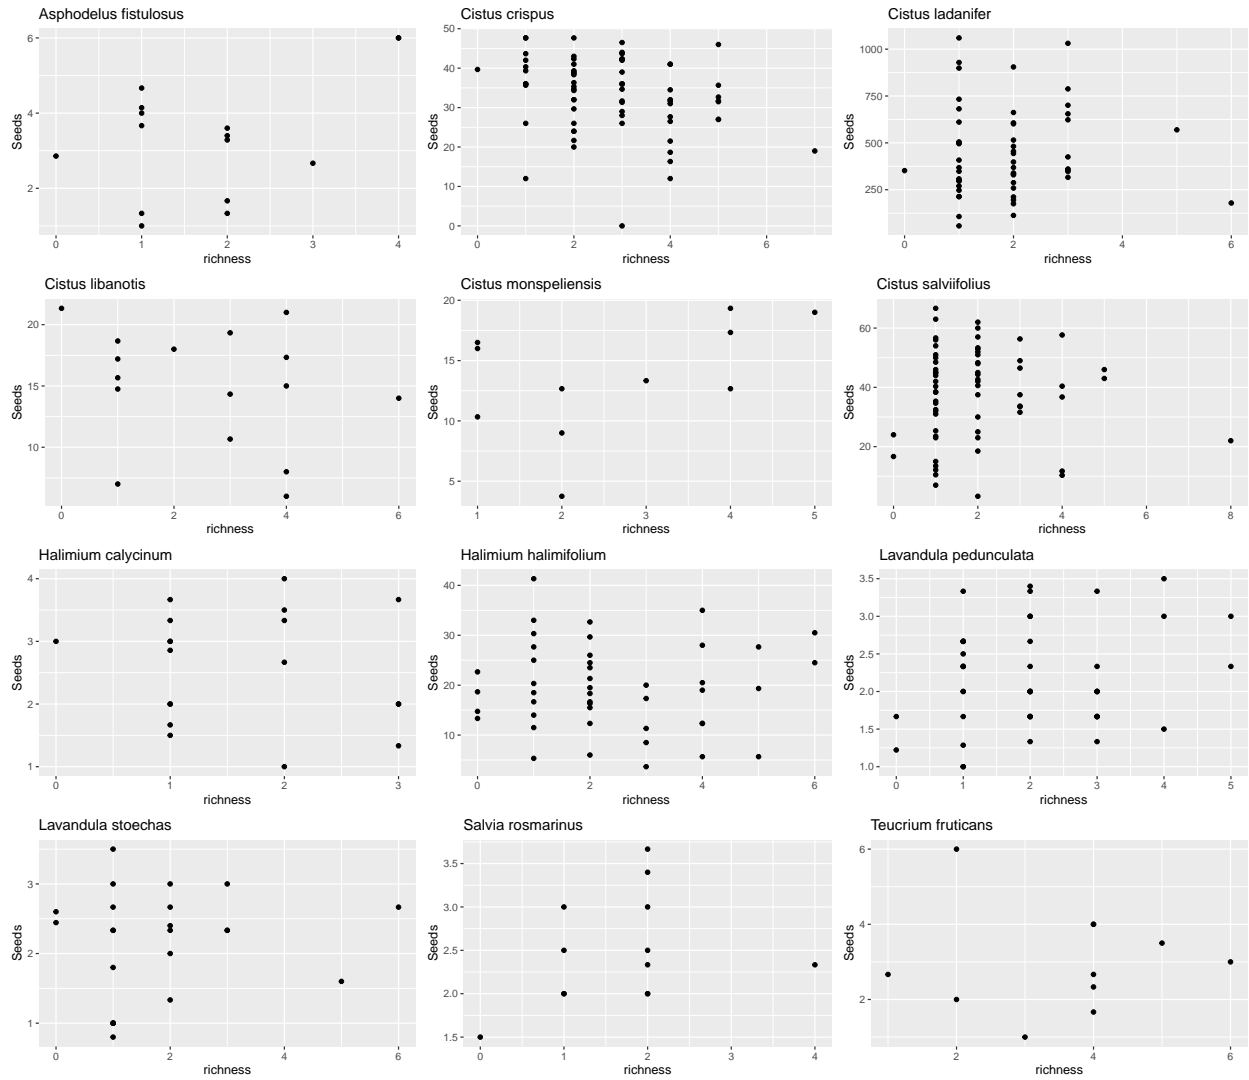 Asphodelus fistulosus
6
4
2
Seeds
0 1 2 3 4
richness
Cistus crispus
50
40
30
20
10
0
Seeds
0 2 4 6
richness
Cistus ladanifer
1000
750
500
250
Seeds
0 2 4 6
richness
Cistus libanotis
20
15
10
Seeds
0 2 4 6
richness
Cistus monspeliensis
20
15
10
5
Seeds
1 2 3 4 5
richness
Cistus salviifolius
60
40
20
Seeds
0 2 4 6 8
richness
Halimium calycinum
4
3
2
1
Seeds
0 1 2 3
richness
Halimium halimifolium
40
30
20
10
Seeds
0 2 4 6
richness
Lavandula pedunculata
3.5
3.0
2.5
2.0
1.5
1.0
Seeds
0 1 2 3 4 5
richness
Lavandula stoechas
3
2
1
Seeds
0 2 4 6
richness
Salvia rosmarinus
3.5
3.0
2.5
2.0
1.5
Seeds
0 1 2 3 4
richness
Teucrium fruticans
6
4
2
Seeds
2 4 6
richness